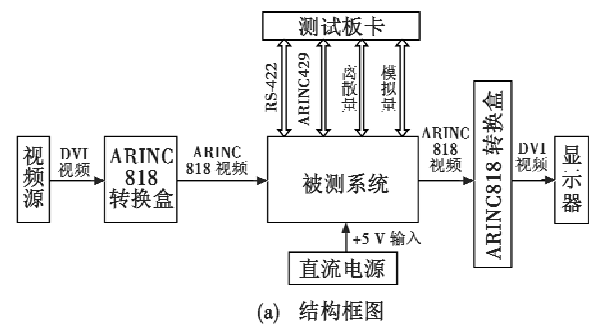 测试板卡
RS-422
ARINC429
离散量
模拟量
视频源
DVI
视频
ARINC
818
转换盒
ARINC
818 视频
被测系统
ARINC
818
视频
ARINC818 转换盒
DVI
视频
显示器
+5 V 输入
直流电源
(a) 结构框图